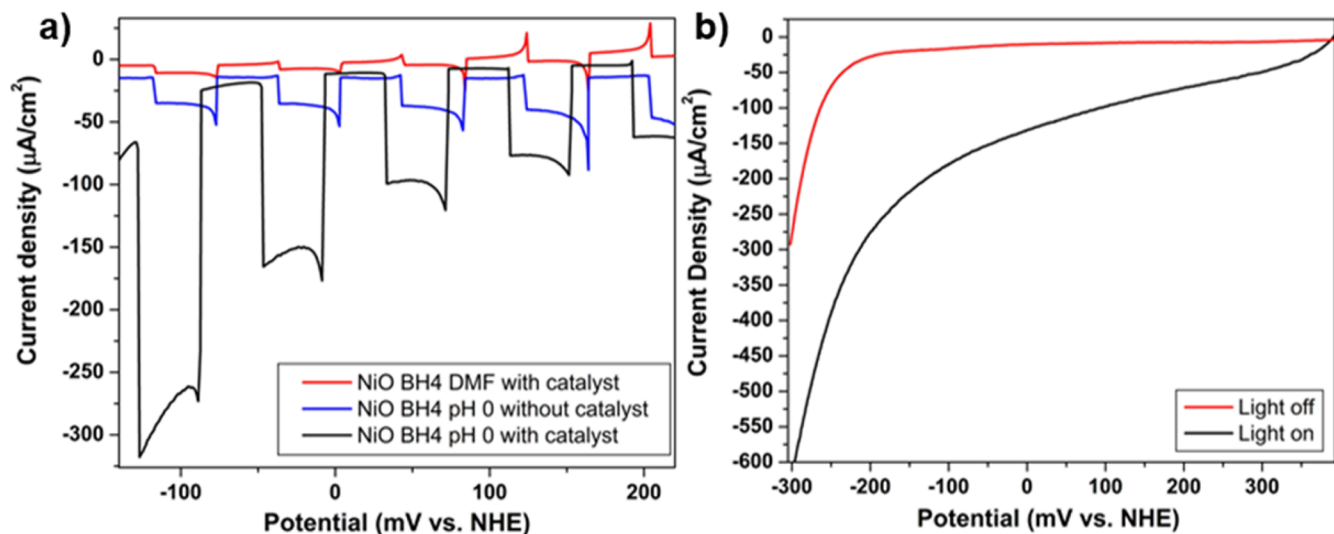 a)
Current density (μA/cm²)
0
-50
-100
-150
-200
-250
-300
NiO BH4 DMF with catalyst
NiO BH4 pH 0 without catalyst
NiO BH4 pH 0 with catalyst
-100
0
100
200
Potential (mV vs. NHE)
b)
Current Density (μA/cm²)
0
-50
-100
-150
-200
-250
-300
-350
-400
-450
-500
-550
-600
Light off
Light on
-300
-200
-100
0
100
200
300
Potential (mV vs. NHE)